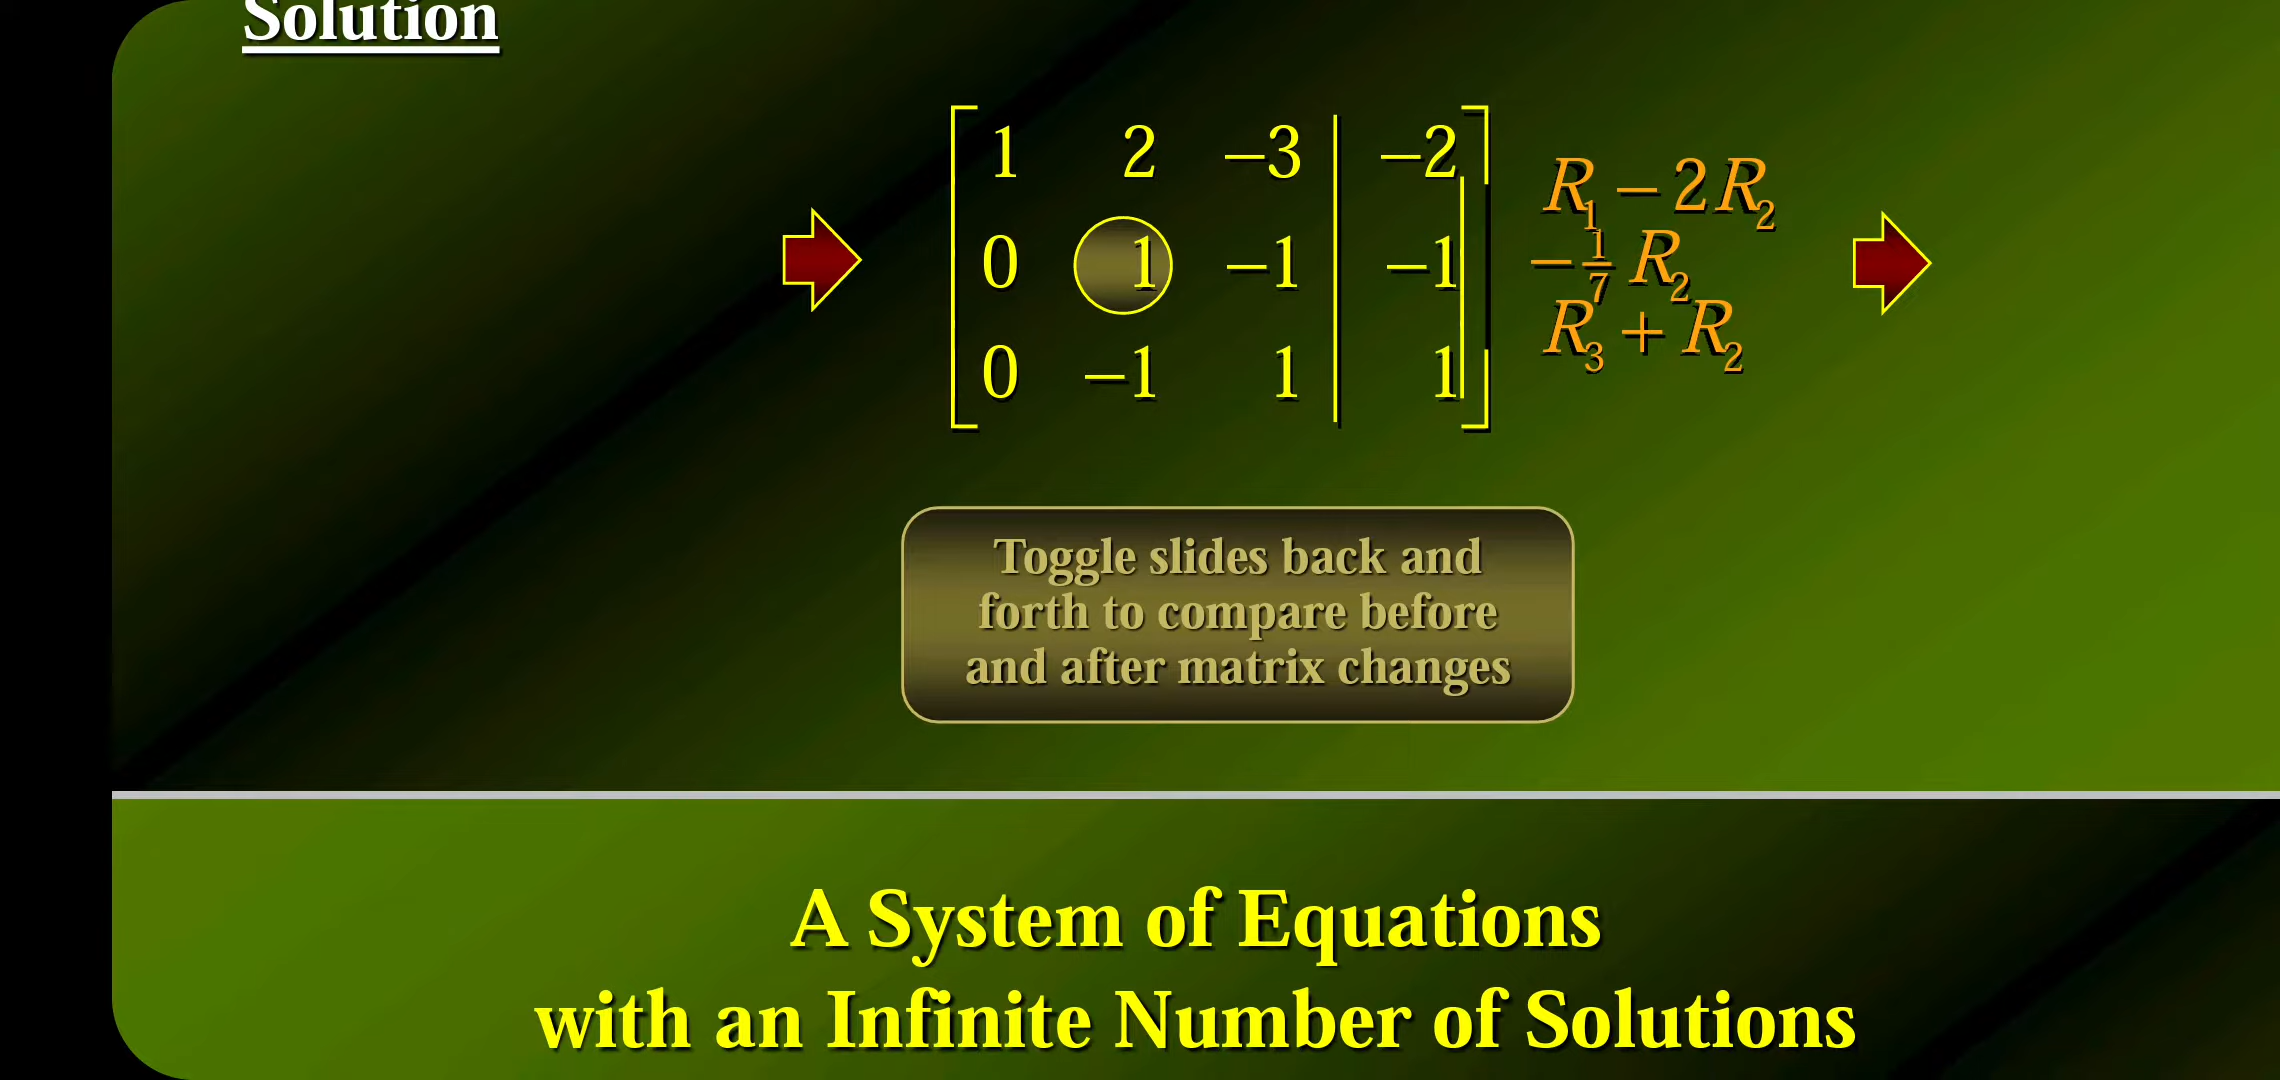 Solution
1 2 −3 −2
R1 − 2R2
0 1 −1 −1
−1/7 R2
0 −1 1 1
R3 + R2
Toggle slides back and
forth to compare before
and after matrix changes
A System of Equations
with an Infinite Number of Solutions